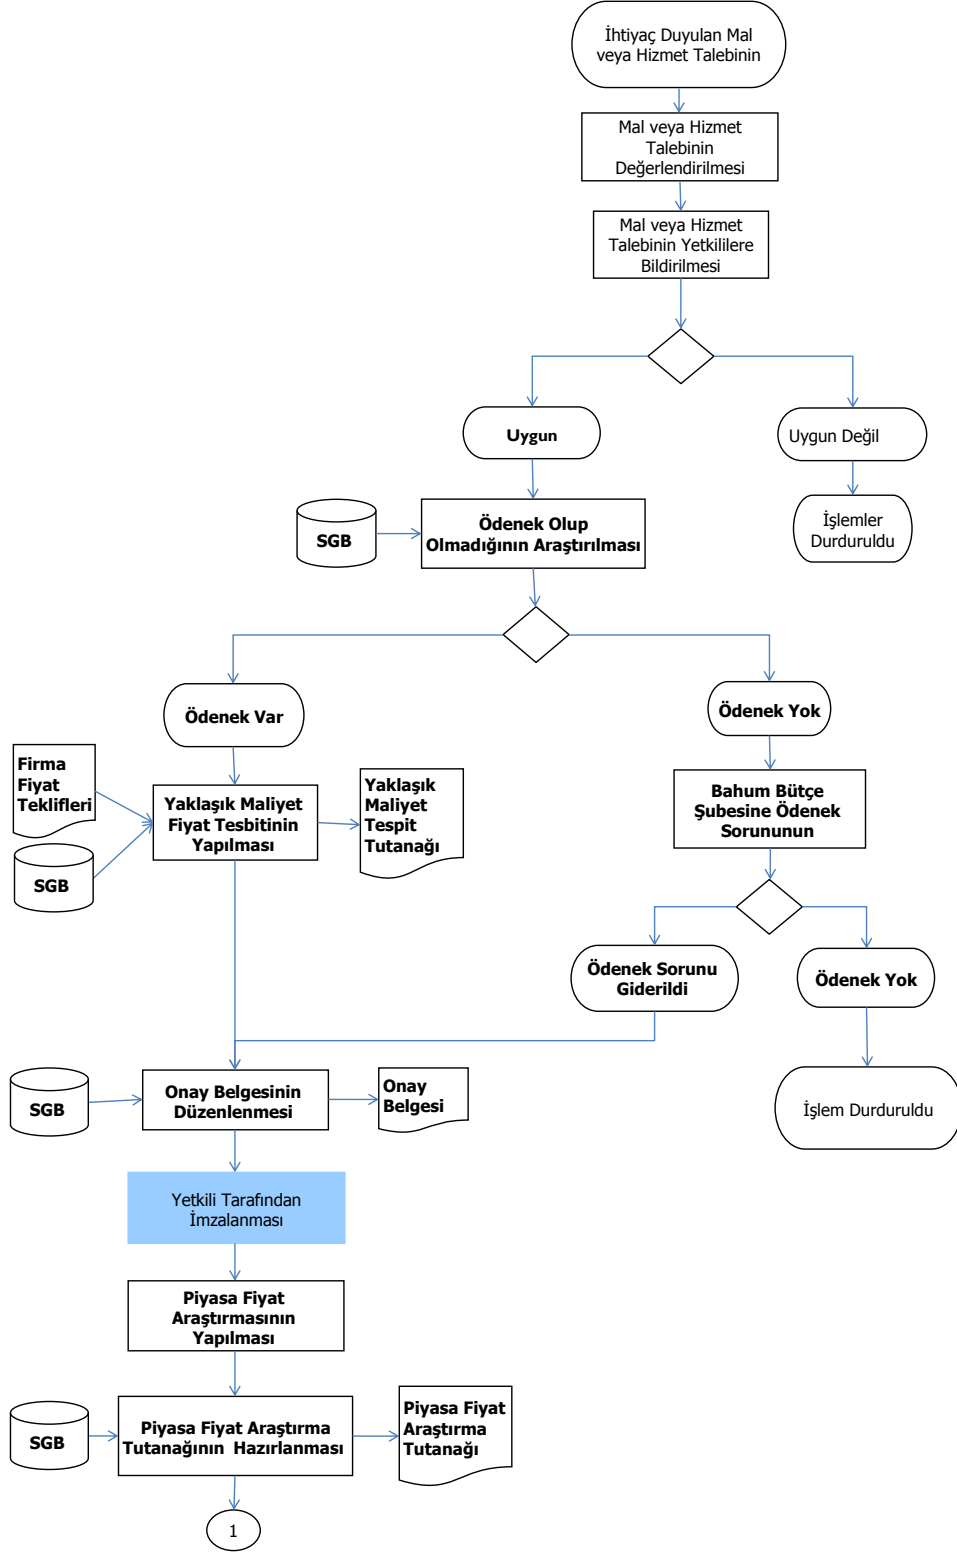 İhtiyaç Duyulan Mal
veya Hizmet Talebinin
Mal veya Hizmet
Talebinin
Değerlendirilmesi
Mal veya Hizmet
Talebinin Yetkililere
Bildirilmesi
Uygun
Uygun Değil
SGB
Ödenek Olup
Olmadığının Araştırılması
İşlemler
Durduruldu
Ödenek Var
Ödenek Yok
Firma
Fiyat
Teklifleri
SGB
Yaklaşık Maliyet
Fiyat Tesbitinin
Yapılması
Yaklaşık
Maliyet
Tespit
Tutanağı
Bahum Bütçe
Şubesine Ödenek
Sorununun
Ödenek Sorunu
Giderildi
Ödenek Yok
SGB
Onay Belgesinin
Düzenlenmesi
Onay
Belgesi
İşlem Durduruldu
Yetkili Tarafından
İmzalanması
Piyasa Fiyat
Araştırmasının
Yapılması
SGB
Piyasa Fiyat Araştırma
Tutanağının Hazırlanması
Piyasa Fiyat
Araştırma
Tutanağı
1